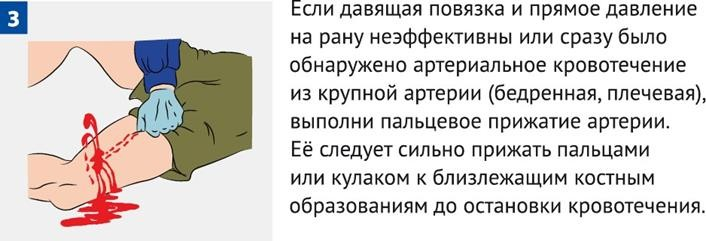 3
Если давящая повязка и прямое давление
на рану неэффективны или сразу было
обнаружено артериальное кровотечение
из крупной артерии (бедренная, плечевая),
выполни пальцевое прижатие артерии.
Её следует сильно прижать пальцами
или кулаком к близлежащим костным
образованиям до остановки кровотечения.